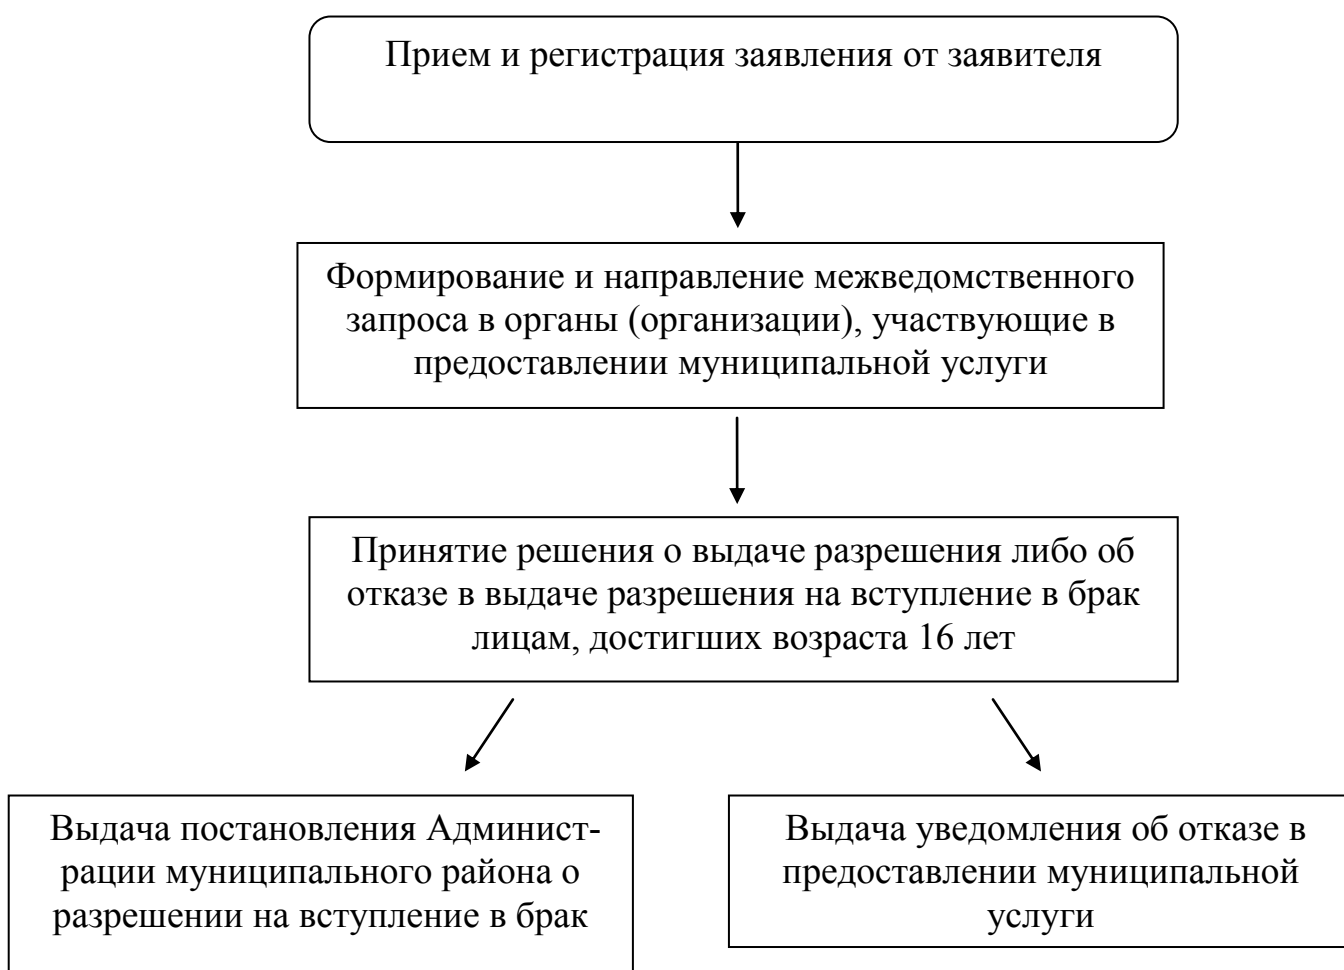 Прием и регистрация заявления от заявителя
Формирование и направление межведомственного
запроса в органы (организации), участвующие в
предоставлении муниципальной услуги
Принятие решения о выдаче разрешения либо об
отказе в выдаче разрешения на вступление в брак
лицам, достигших возраста 16 лет
Выдача постановления Админист-
рации муниципального района о
разрешении на вступление в брак
Выдача уведомления об отказе в
предоставлении муниципальной
услуги